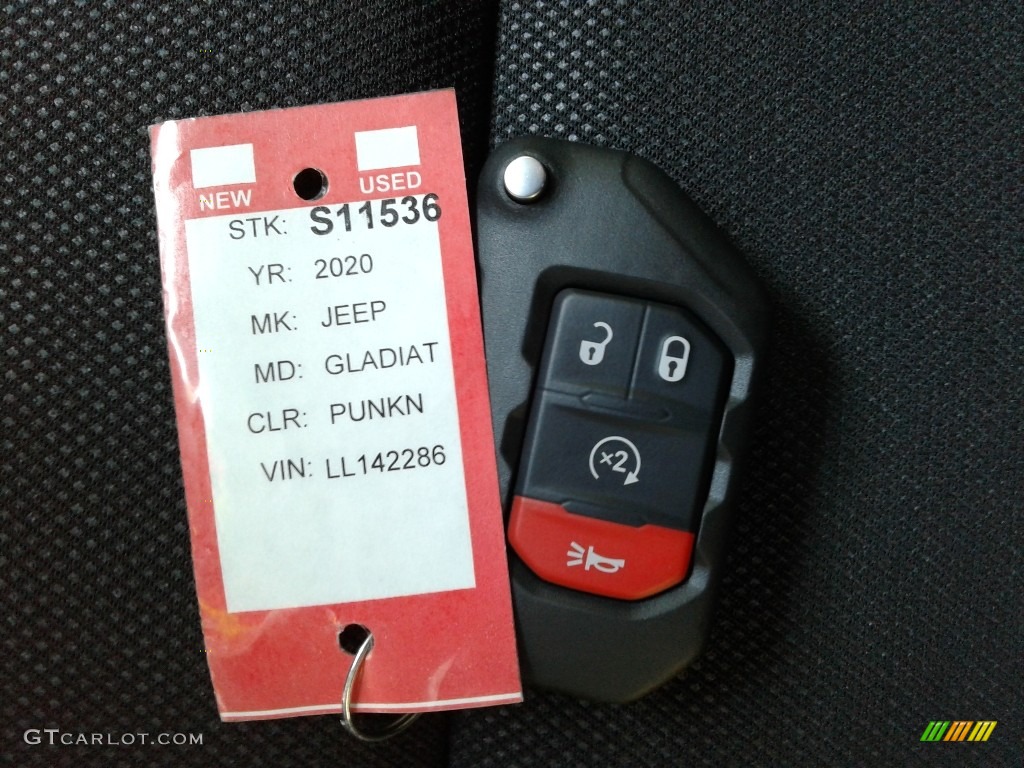 NEW USED
STK: S11536
YR: 2020
MK: JEEP
MD: GLADIAT
CLR: PUNKN
VIN: LL142286
×2
GTCARLOT.COM